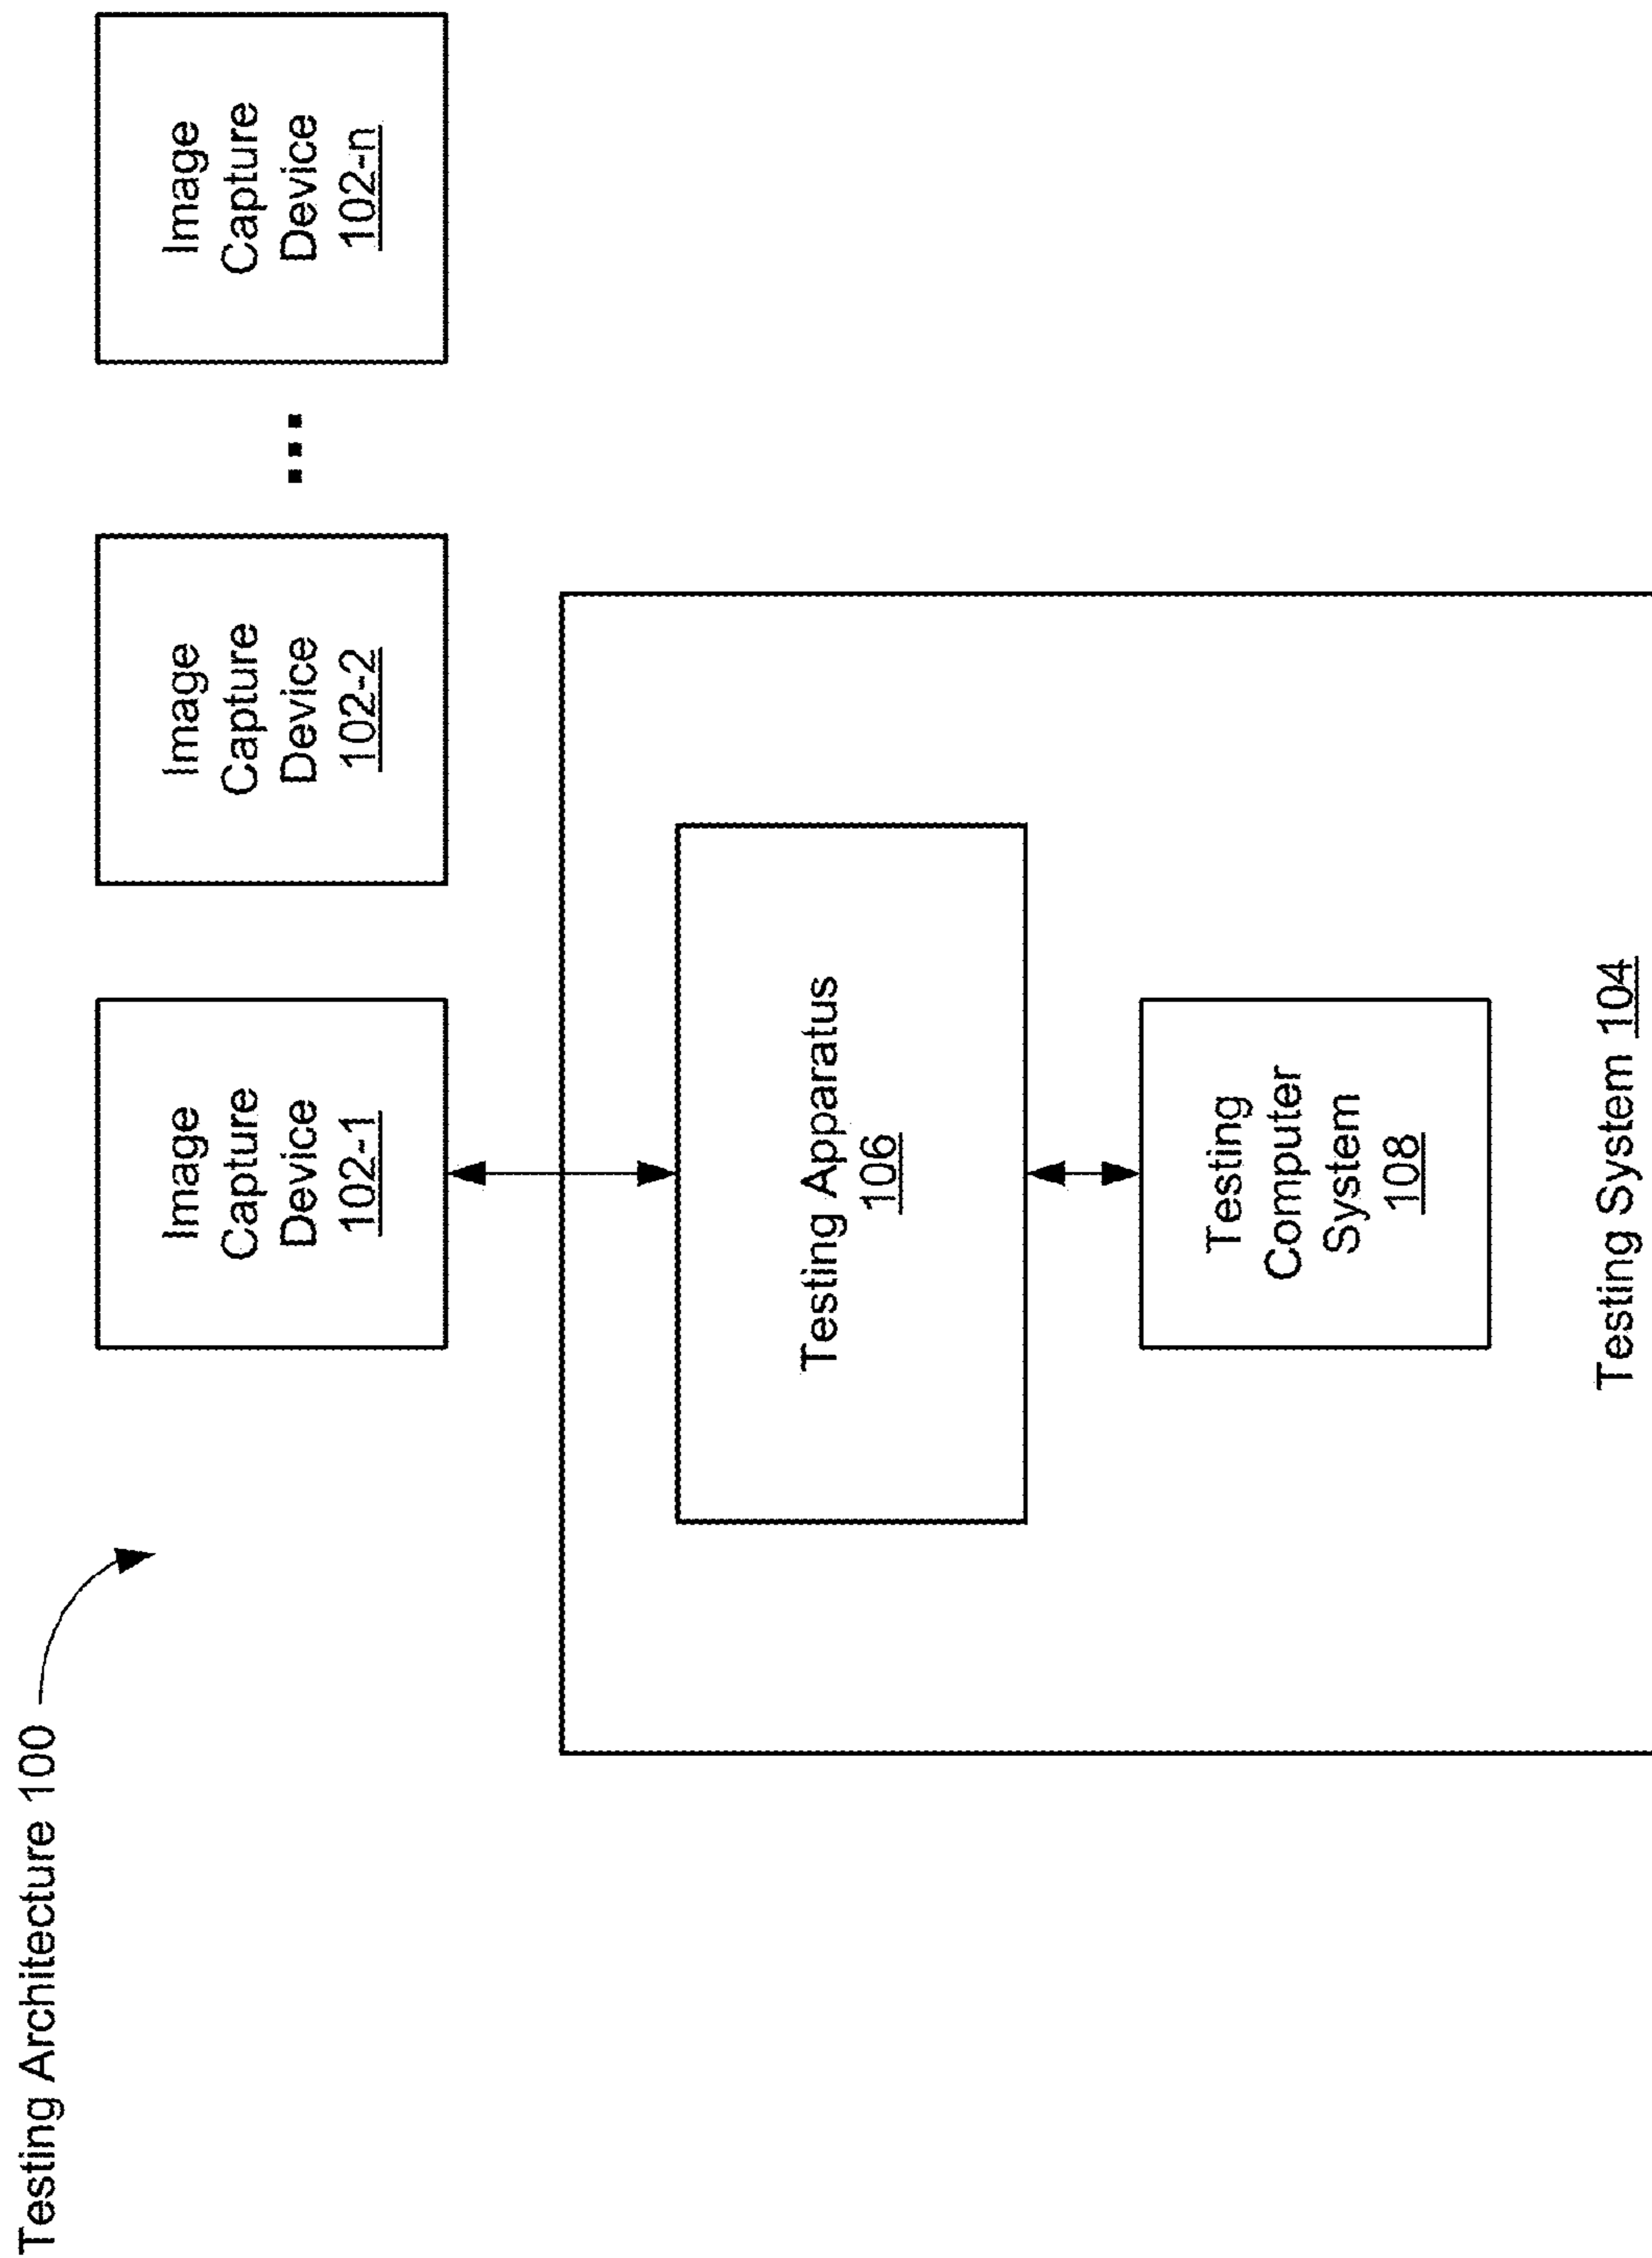 Testing Architecture 100
Image
Capture
Device
102-1
Image
Capture
Device
102-2
...
Image
Capture
Device
102-n
Testing Apparatus
106
Testing
Computer
System
108
Testing System 104